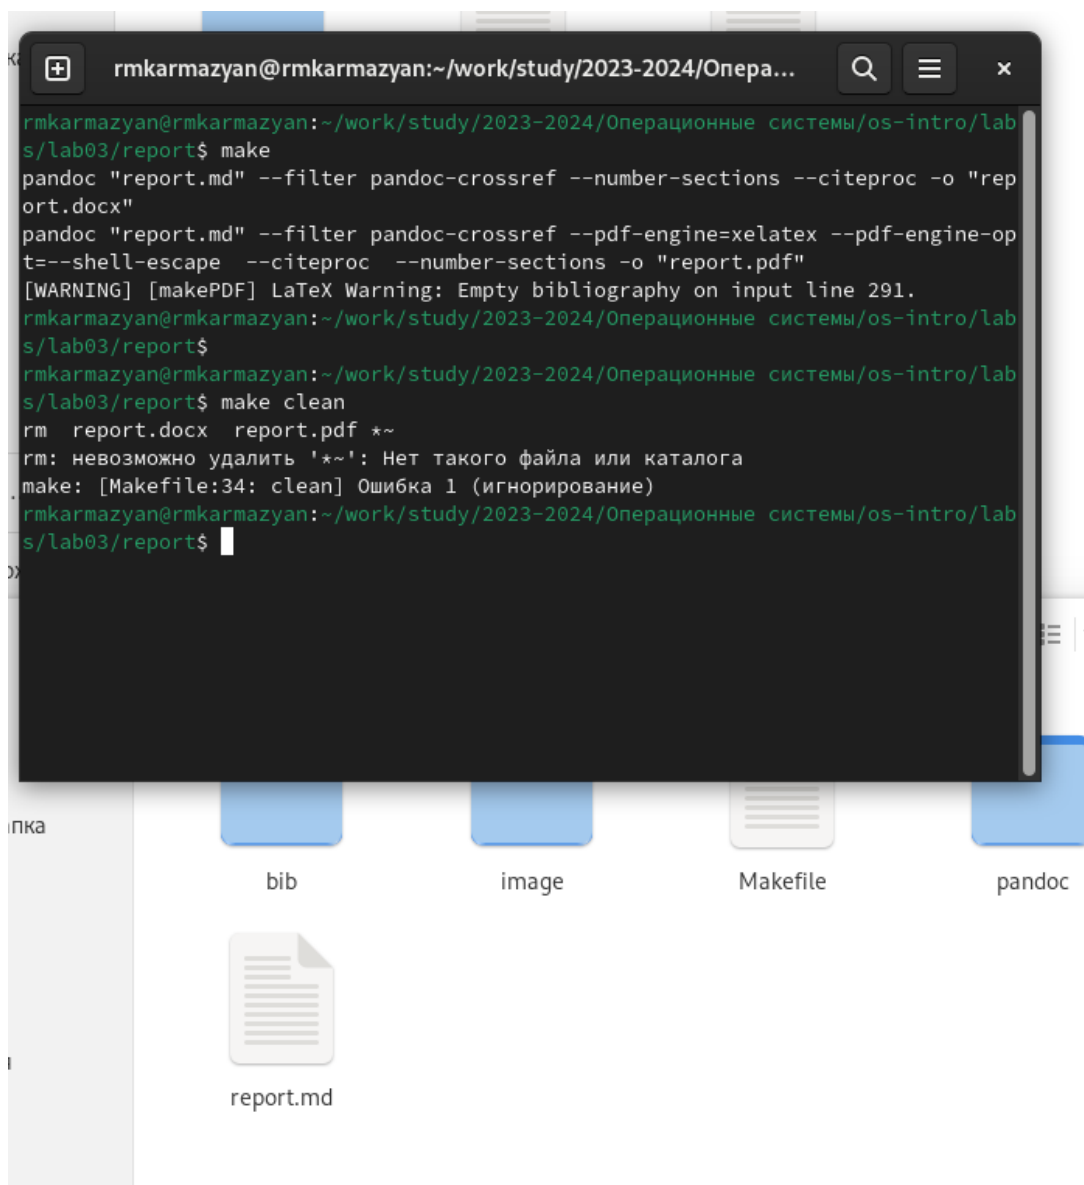 rmkarmazyan@rmkarmazyan:~/work/study/2023-2024/Опера...
rmkarmazyan@rmkarmazyan:~/work/study/2023-2024/Операционные системы/os-intro/lab
s/lab03/report$ make
pandoc "report.md" --filter pandoc-crossref --number-sections --citeproc -o "rep
ort.docx"
pandoc "report.md" --filter pandoc-crossref --pdf-engine=xelatex --pdf-engine-op
t=--shell-escape  --citeproc  --number-sections -o "report.pdf"
[WARNING] [makePDF] LaTeX Warning: Empty bibliography on input line 291.
rmkarmazyan@rmkarmazyan:~/work/study/2023-2024/Операционные системы/os-intro/lab
s/lab03/report$
rmkarmazyan@rmkarmazyan:~/work/study/2023-2024/Операционные системы/os-intro/lab
s/lab03/report$ make clean
rm  report.docx  report.pdf *~
rm: невозможно удалить '*~': Нет такого файла или каталога
make: [Makefile:34: clean] Ошибка 1 (игнорирование)
rmkarmazyan@rmkarmazyan:~/work/study/2023-2024/Операционные системы/os-intro/lab
s/lab03/report$
апка
bib
image
Makefile
pandoc
report.md